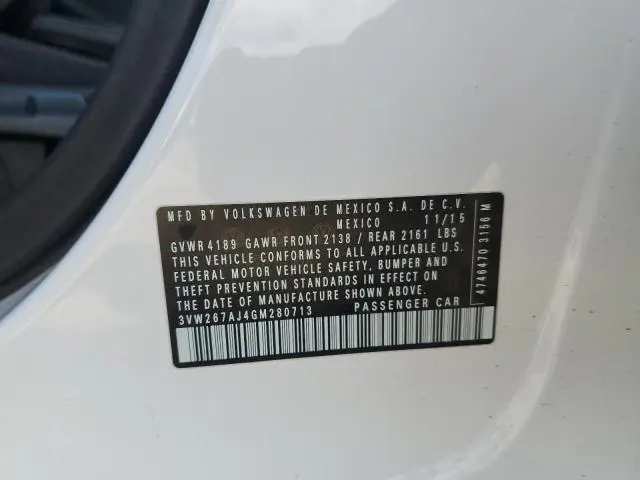 MFD BY VOLKSWAGEN DE MEXICO S.A. DE C.V.
MEXICO 11/15
GVWR 4189 GAWR FRONT 2138 / REAR 2161 LBS
THIS VEHICLE CONFORMS TO ALL APPLICABLE U.S.
FEDERAL MOTOR VEHICLE SAFETY, BUMPER AND
THEFT PREVENTION STANDARDS IN EFFECT ON
THE DATE OF MANUFACTURE SHOWN ABOVE.
3VW267AJ4GM280713 PASSENGER CAR
4746470 3156 M